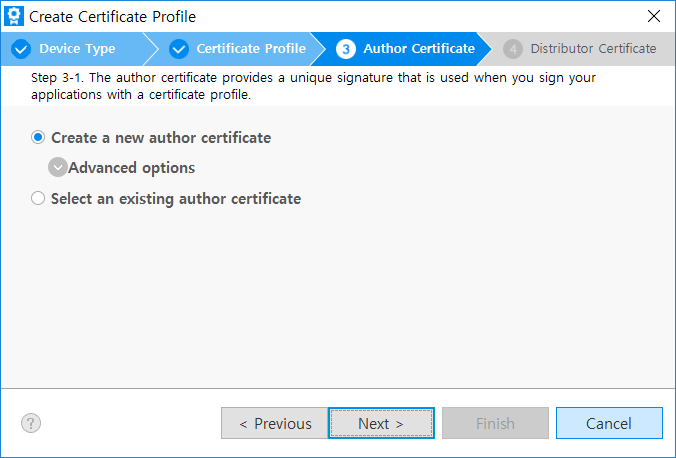 Create Certificate Profile
Device Type
Certificate Profile
3 Author Certificate
4 Distributor Certificate
Step 3-1. The author certificate provides a unique signature that is used when you sign your
applications with a certificate profile.
Create a new author certificate
Advanced options
Select an existing author certificate
?
< Previous
Next >
Finish
Cancel